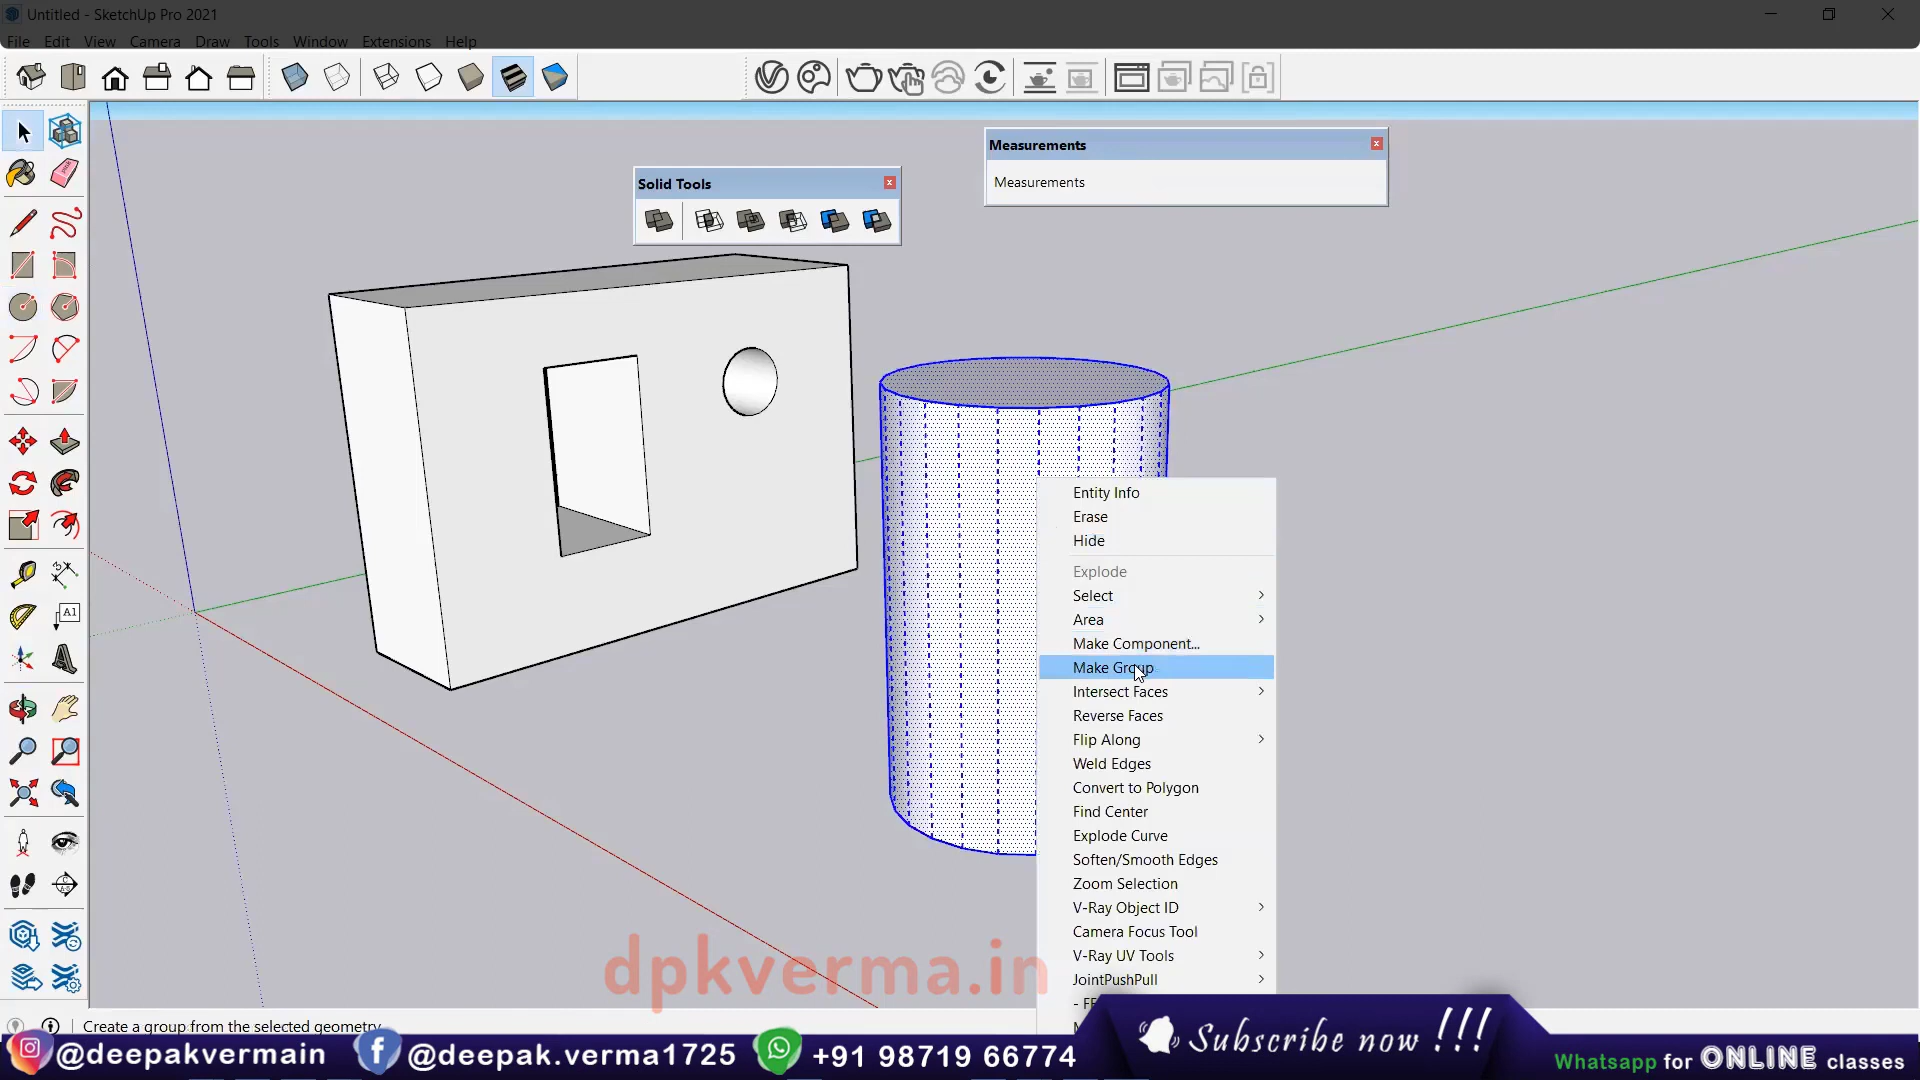 Untitled - SketchUp Pro 2021
File Edit View Camera Draw Tools Window Extensions Help
Measurements
Measurements
Solid Tools
Entity Info
Erase
Hide
Explode
Select
Area
Make Component...
Make Group
Intersect Faces
Reverse Faces
Flip Along
Weld Edges
Convert to Polygon
Find Center
Explode Curve
Soften/Smooth Edges
Zoom Selection
V-Ray Object ID
Camera Focus Tool
V-Ray UV Tools
JointPushPull
A1
dpkverma.in
Create a group from the selected geometry
@deepakvermain @deepak.verma1725 +91 98719 66774
Subscribe now !!!
Whatsapp for ONLINE classes